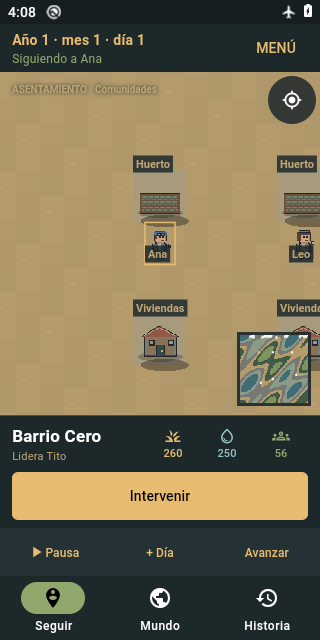 4:08
Año 1 · mes 1 · día 1
Siguiendo a Ana
MENÚ
ASENTAMIENTO · Comunidades
Huerto
Huerto
Ana
Leo
Viviendas
Vivienda
Barrio Cero
Lidera Tito
260
250
56
Intervenir
Pausa
+ Día
Avanzar
Seguir
Mundo
Historia